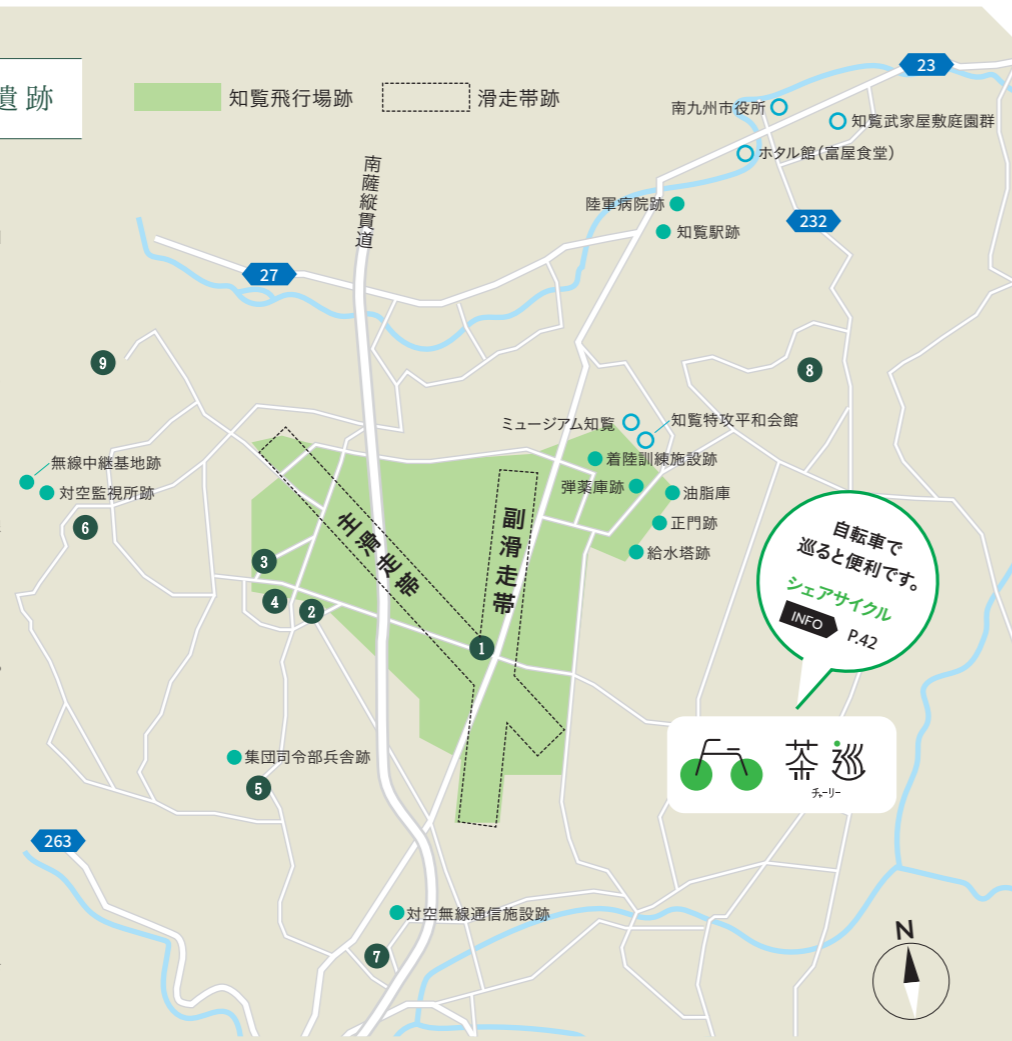 遺跡
知覧飛行場跡
滑走帯跡
23
南九州市役所
知覧武家屋敷庭園群
ホタル館(富屋食堂)
南薩縦貫道
陸軍病院跡
232
知覧駅跡
27
9
8
ミュージアム知覧
知覧特攻平和会館
無線中継基地跡
着陸訓練施設跡
対空監視所跡
弾薬庫跡
油脂庫
6
主滑走帯
副滑走帯
正門跡
自転車で
巡ると便利です。
シェアサイクル
INFO P.42
給水塔跡
3
4
2
1
茶巡
チャーリー
集団司令部兵舎跡
5
263
対空無線通信施設跡
7
N